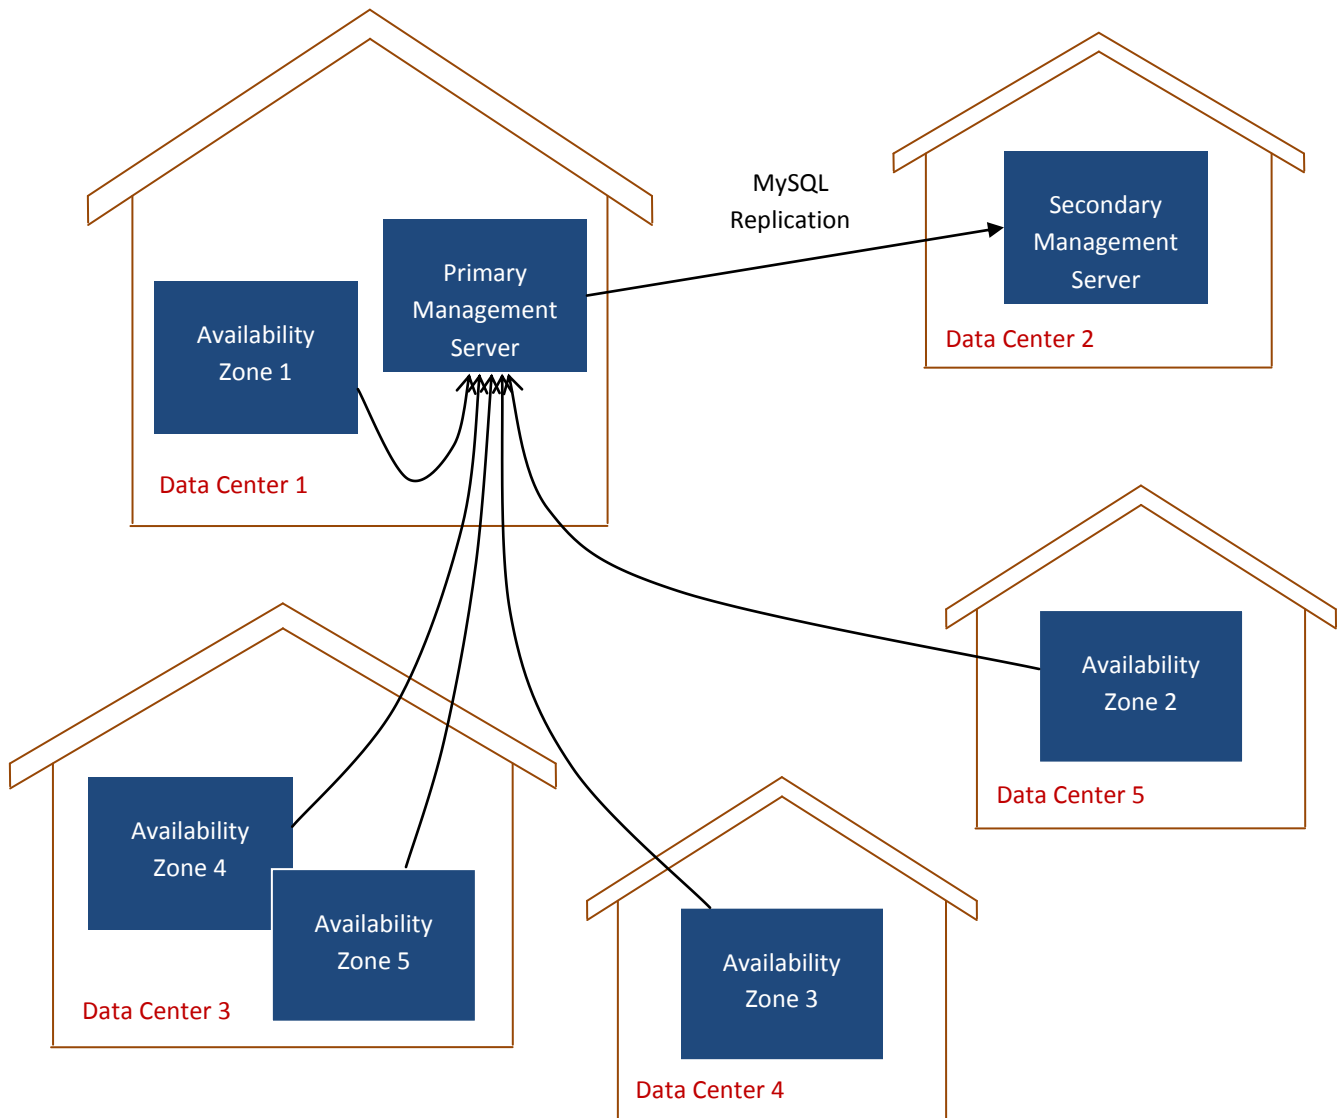 MySQL
Replication
Secondary
Management
Server
Data Center 2
Primary
Management
Server
Availability
Zone 1
Data Center 1
Availability
Zone 2
Data Center 5
Availability
Zone 4
Availability
Zone 5
Data Center 3
Availability
Zone 3
Data Center 4